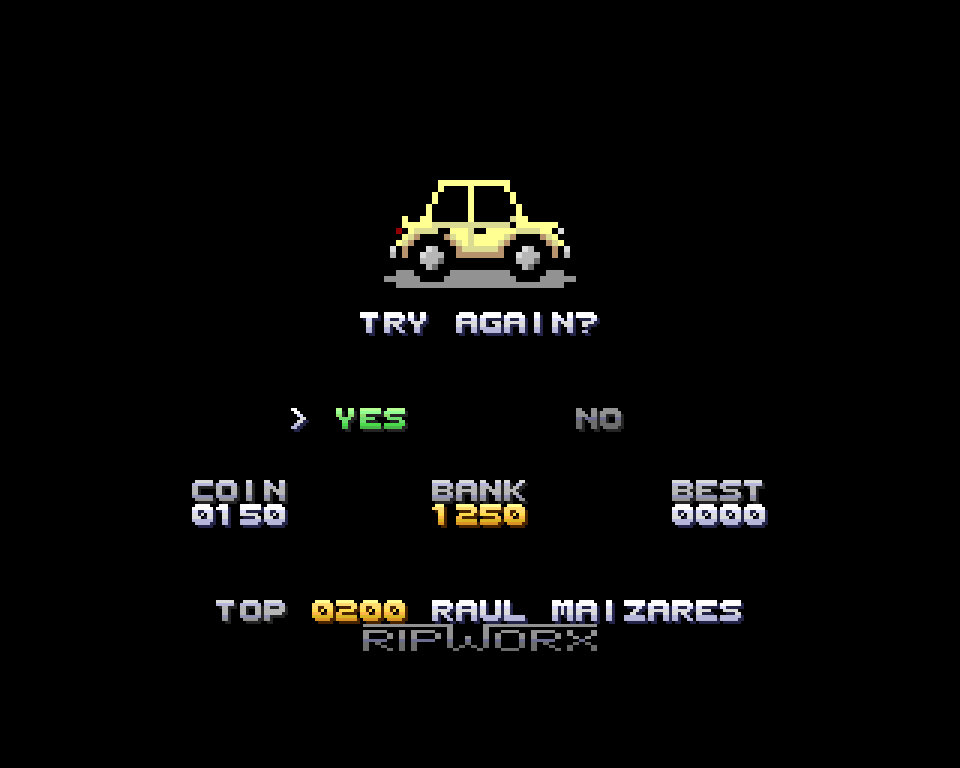 TRY AGAIN?
> YES NO
COIN BANK BEST
0150 1250 0000
TOP 0200 RAUL MAIZARES
RIPWORX